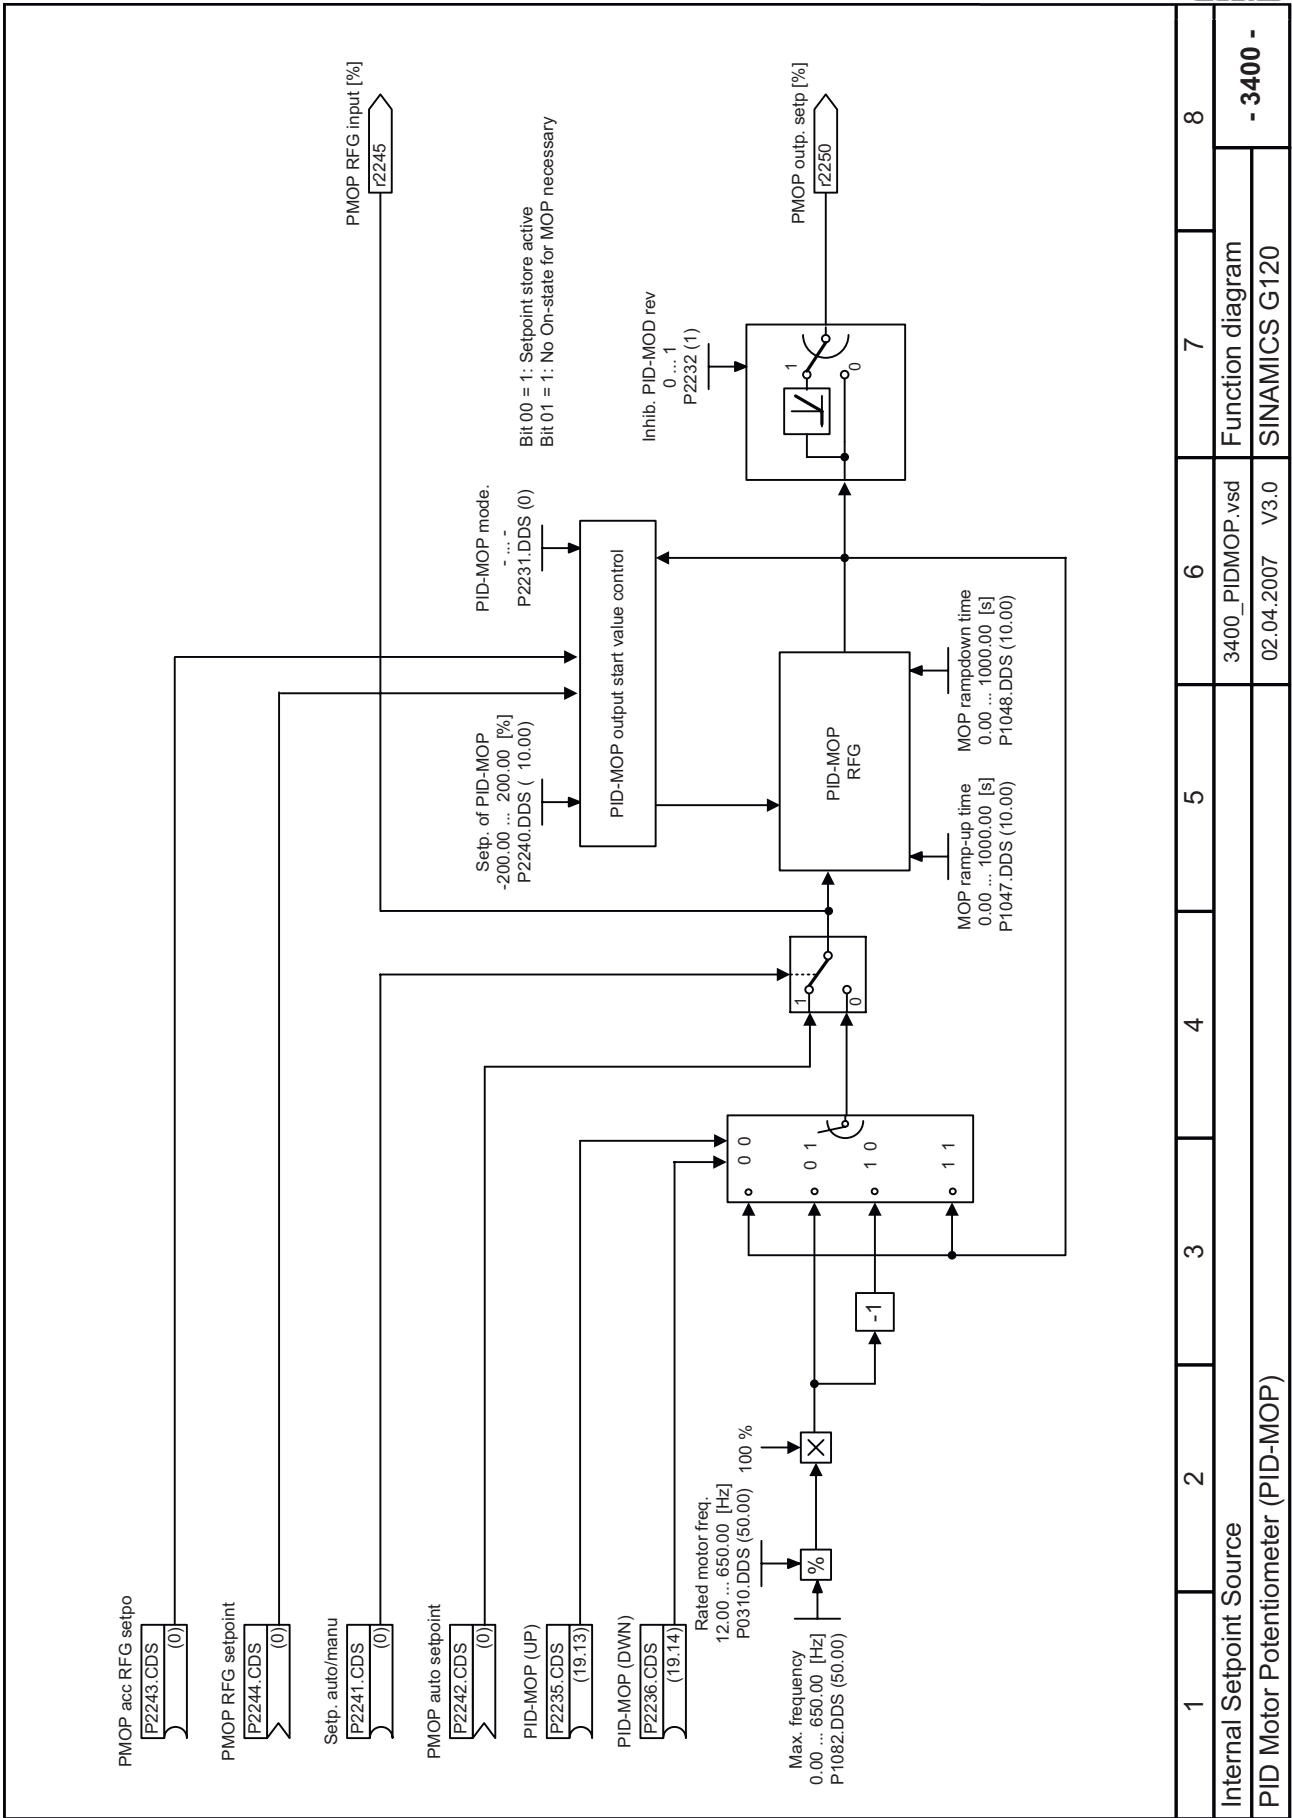 PMOP acc RFG setpo
P2243.CDS
(0)
PMOP RFG setpoint
P2244.CDS
(0)
Setp. auto/manu
P2241.CDS
(0)
PMOP auto setpoint
P2242.CDS
(0)
PID-MOP (UP)
P2235.CDS
(19.13)
PID-MOP (DWN)
P2236.CDS
(19.14)
Max. frequency
0.00 ... 650.00 [Hz]
P1082.DDS (50.00)
Rated motor freq.
12.00 ... 650.00 [Hz]
P0310.DDS (50.00)
%
100 %
-1
0 0
0 1
1 0
1 1
1
0
PMOP RFG input [%]
r2245
Setp. of PID-MOP
-200.00 ... 200.00 [%]
P2240.DDS ( 10.00)
PID-MOP mode.
- ... -
P2231.DDS (0)
Bit 00 = 1: Setpoint store active
Bit 01 = 1: No On-state for MOP necessary
PID-MOP output start value control
PID-MOP
RFG
MOP ramp-up time
0.00 ... 1000.00 [s]
P1047.DDS (10.00)
MOP rampdown time
0.00 ... 1000.00 [s]
P1048.DDS (10.00)
Inhib. PID-MOD rev
0 ... 1
P2232 (1)
1
0
PMOP outp. setp [%]
r2250
1 2 3 4 5 6 7 8
Internal Setpoint Source
3400_PIDMOP.vsd
Function diagram
- 3400 -
PID Motor Potentiometer (PID-MOP)
02.04.2007 V3.0
SINAMICS G120